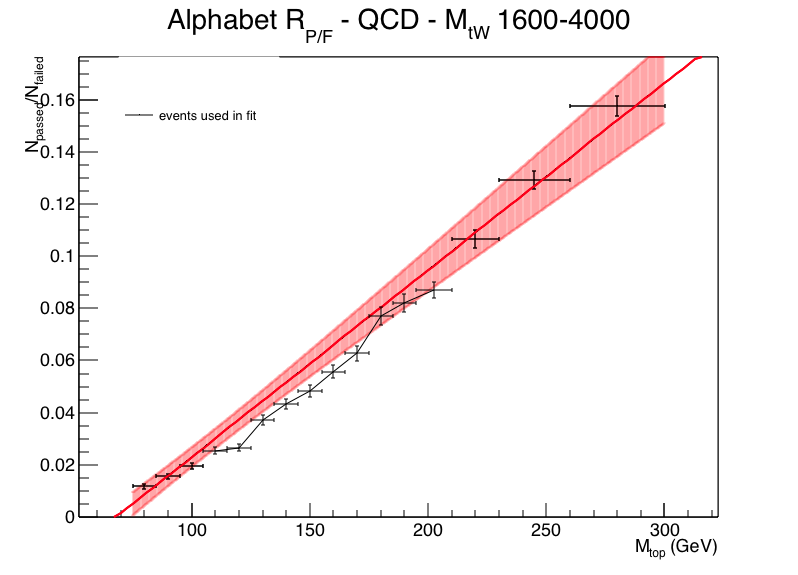 Alphabet R_P/F - QCD - M_tW 1600-4000
N_passed/N_failed
events used in fit
0.16
0.14
0.12
0.1
0.08
0.06
0.04
0.02
0
100 150 200 250 300
M_top (GeV)